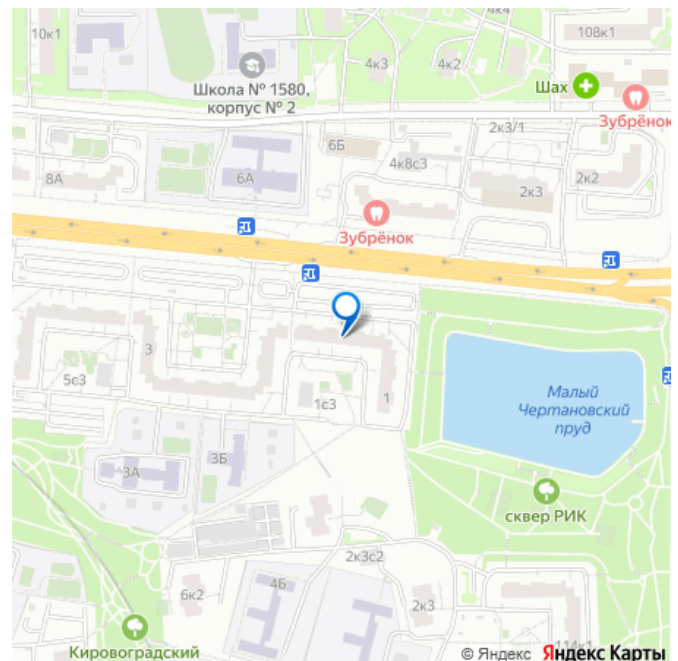 4к4
10к1
108к1
4к3
4к2
Школа № 1580,
корпус № 2
Шах
Зубрёнок
2к3/1
6Б
4к8с3
8А
6А
2к3
2к2
Зубрёнок
3
5с3
1с3
1
Малый
Чертановский
пруд
3Б
3А
сквер РИК
2к3с2
6к2
4Б
2к3
114к1
Кировоградский
© Яндекс Яндекс Карты